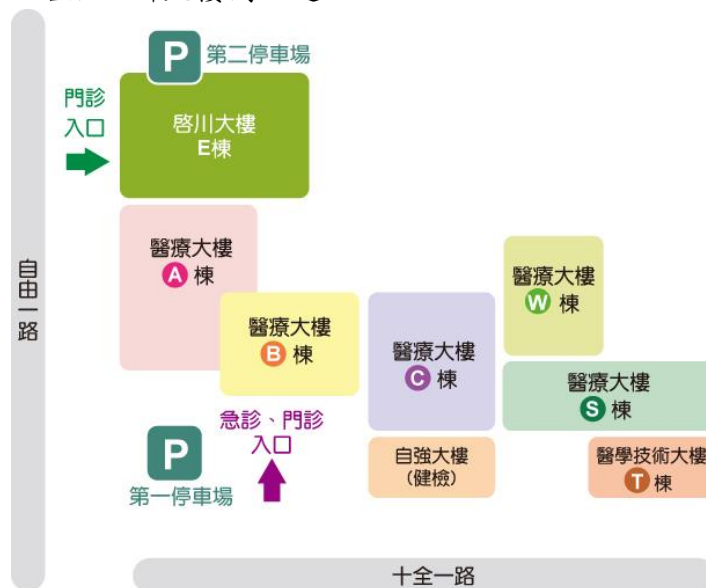 P 第二停車場
門診
入口
啓川大樓
E棟
自由一路
醫療大樓
A 棟
醫療大樓
B 棟
醫療大樓
C 棟
醫療大樓
W 棟
醫療大樓
S 棟
急診、門診
入口
P
第一停車場
自強大樓
(健檢)
醫學技術大樓
T 棟
十全一路